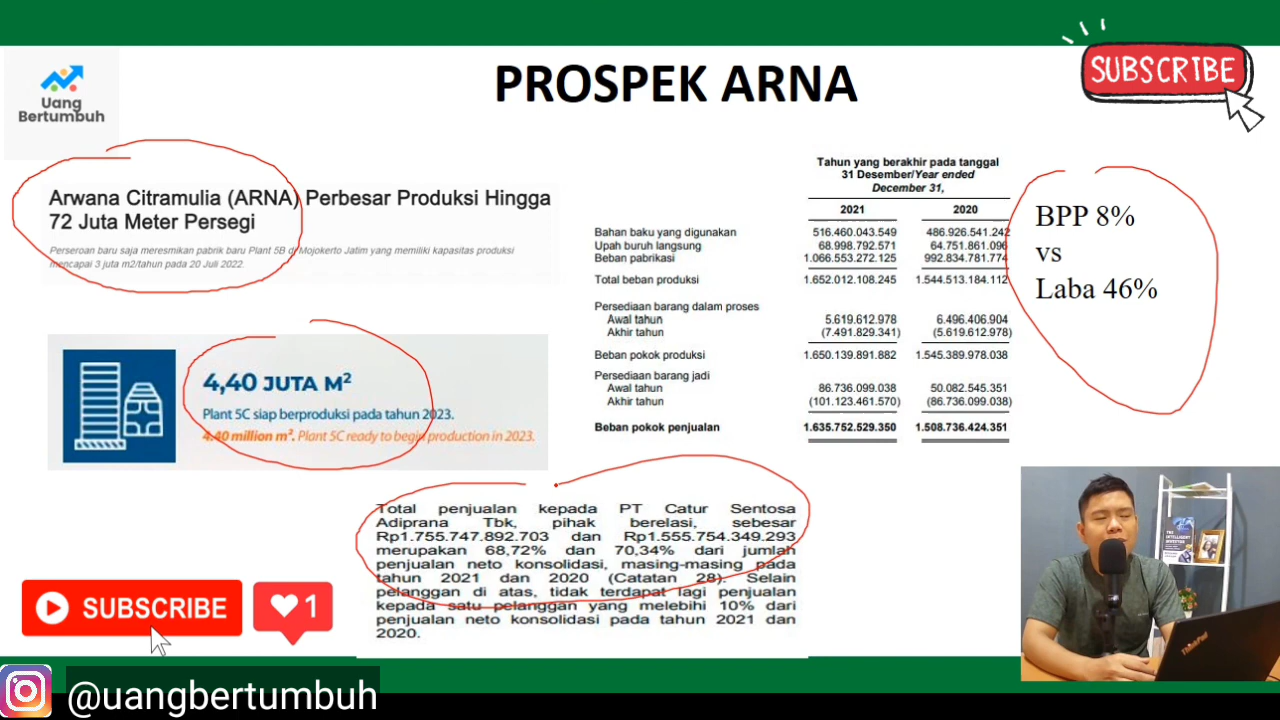 PROSPEK ARNA
SUBSCRIBE
Uang
Bertumbuh
Arwana Citramulia (ARNA) Perbesar Produksi Hingga
72 Juta Meter Persegi
Perseroan baru saja meresmikan pabrik baru Plant 5B di Mojokerto Jatim yang memiliki kapasitas produksi
mencapai 3 juta m2/tahun pada 20 Juli 2022.
4,40 JUTA M²
Plant 5C siap berproduksi pada tahun 2023.
4.40 million m². Plant 5C ready to begin production in 2023.
Tahun yang berakhir pada tanggal
31 Desember/Year ended
December 31,
2021 2020
Bahan baku yang digunakan 516.460.043.549 486.926.541.242
Upah buruh langsung 68.998.792.571 64.751.861.096
Beban pabrikasi 1.066.553.272.125 992.834.781.774
Total beban produksi 1.652.012.108.245 1.544.513.184.112
Persediaan barang dalam proses
Awal tahun 5.619.612.978 6.496.406.904
Akhir tahun (7.491.829.341) (5.619.612.978)
Beban pokok produksi 1.650.139.891.882 1.545.389.978.038
Persediaan barang jadi
Awal tahun 86.736.099.038 50.082.545.351
Akhir tahun (101.123.461.570) (86.736.099.038)
Beban pokok penjualan 1.635.752.529.350 1.508.736.424.351
BPP 8%
vs
Laba 46%
Total penjualan kepada PT Catur Sentosa
Adiprana Tbk, pihak berelasi, sebesar
Rp1.755.747.892.703 dan Rp1.555.754.349.293
merupakan 68,72% dan 70,34% dari jumlah
penjualan neto konsolidasi, masing-masing pada
tahun 2021 dan 2020 (Catatan 28). Selain
pelanggan di atas, tidak terdapat lagi penjualan
kepada satu pelanggan yang melebihi 10% dari
penjualan neto konsolidasi pada tahun 2021 dan
2020.
SUBSCRIBE
1
THE
INTELLIGENT
INVESTOR
ThinkPad
@uangbertumbuh